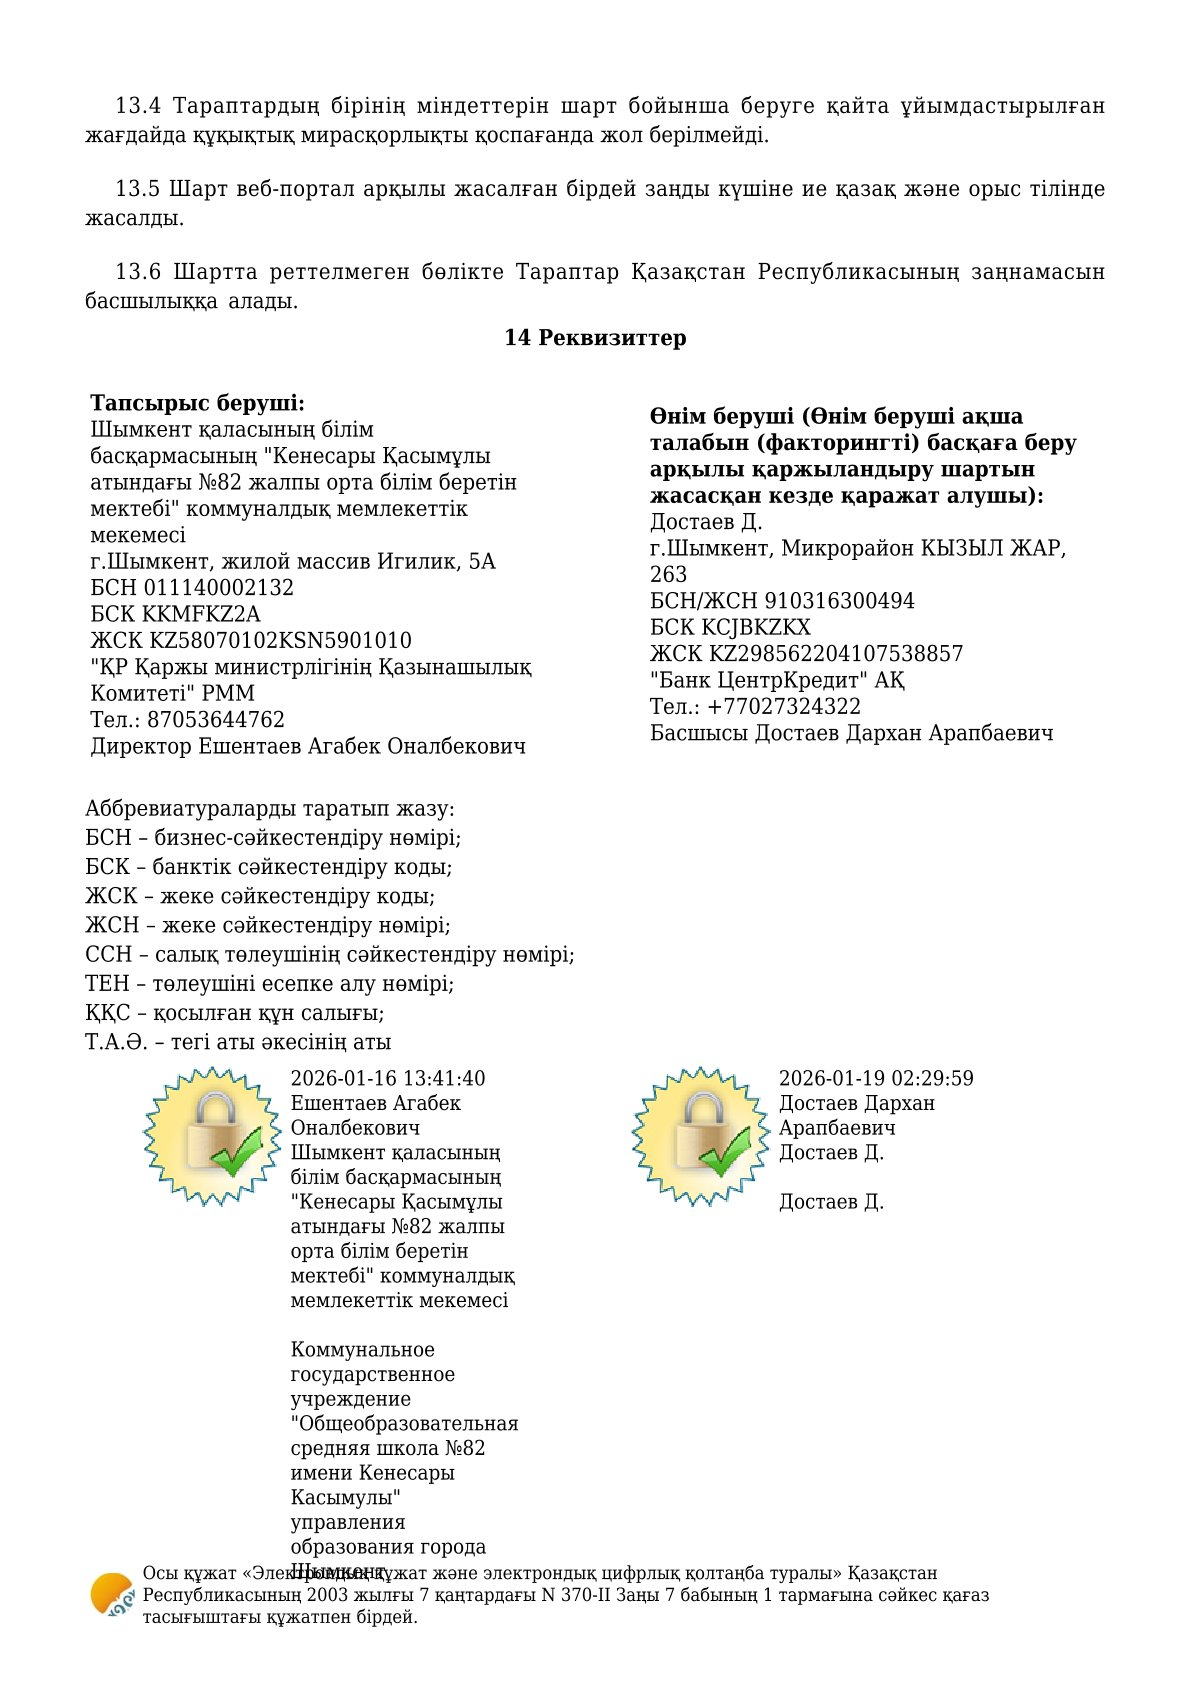 13.4 Тараптардың бірінің міндеттерін шарт бойынша беруге қайта ұйымдастырылған
жағдайда құқықтық мирасқорлықты қоспағанда жол берілмейді.
13.5 Шарт веб-портал арқылы жасалған бірдей заңды күшіне ие қазақ және орыс тілінде
жасалды.
13.6 Шартта реттелмеген бөлікте Тараптар Қазақстан Республикасының заңнамасын
басшылыққа алады.
14 Реквизиттер
Тапсырыс беруші:
Шымкент қаласының білім
басқармасының "Кенесары Қасымұлы
атындағы №82 жалпы орта білім беретін
мектебі" коммуналдық мемлекеттік
мекемесі
г.Шымкент, жилой массив Игилик, 5А
БСН 011140002132
БСК KKMFKZ2A
ЖСК KZ58070102KSN5901010
"ҚР Қаржы министрлігінің Қазынашылық
Комитеті" РММ
Тел.: 87053644762
Директор Ешентаев Агабек Оналбекович
Өнім беруші (Өнім беруші ақша
талабын (факторингті) басқаға беру
арқылы қаржыландыру шартын
жасасқан кезде қаражат алушы):
Достаев Д.
г.Шымкент, Микрорайон КЫЗЫЛ ЖАР,
263
БСН/ЖСН 910316300494
БСК KCJBKZKX
ЖСК KZ298562204107538857
"Банк ЦентрКредит" АҚ
Тел.: +77027324322
Басшысы Достаев Дархан Арапбаевич
Аббревиатураларды таратып жазу:
БСН – бизнес-сәйкестендіру нөмірі;
БСК – банктік сәйкестендіру коды;
ЖСК – жеке сәйкестендіру коды;
ЖСН – жеке сәйкестендіру нөмірі;
ССН – салық төлеушінің сәйкестендіру нөмірі;
ТЕН – төлеушіні есепке алу нөмірі;
ҚҚС – қосылған құн салығы;
Т.А.Ә. – тегі аты әкесінің аты
2026-01-16 13:41:40
Ешентаев Агабек
Оналбекович
Шымкент қаласының
білім басқармасының
"Кенесары Қасымұлы
атындағы №82 жалпы
орта білім беретін
мектебі" коммуналдық
мемлекеттік мекемесі
Коммунальное
государственное
учреждение
"Общеобразовательная
средняя школа №82
имени Кенесары
Касымулы"
управления
образования города
Шымкент
2026-01-19 02:29:59
Достаев Дархан
Арапбаевич
Достаев Д.
Достаев Д.
Осы құжат «Электрондық құжат және электрондық цифрлық қолтаңба туралы» Қазақстан
Республикасының 2003 жылғы 7 қаңтардағы N 370-II Заңы 7 бабының 1 тармағына сәйкес қағаз
тасығыштағы құжатпен бірдей.